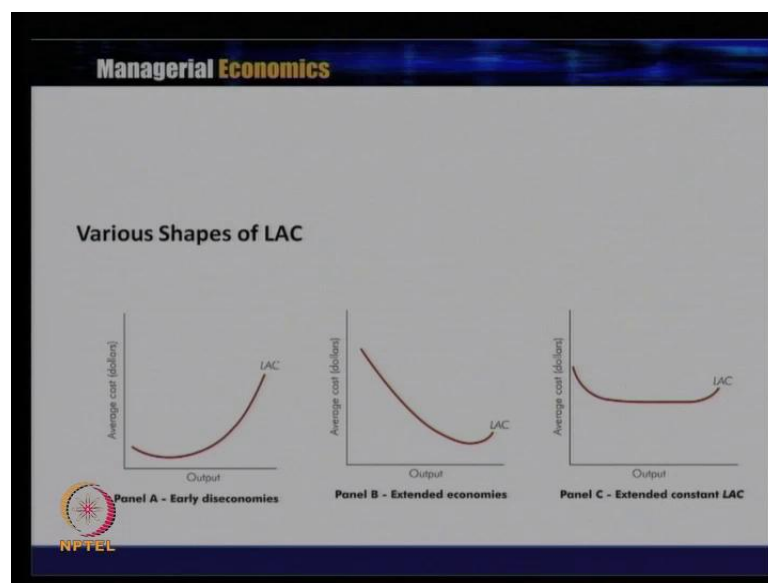 Managerial Economics
Various Shapes of LAC
Average cost (dollars)
LAC
Output
Panel A - Early diseconomies
Average cost (dollars)
LAC
Output
Panel B - Extended economies
Average cost (dollars)
LAC
Output
Panel C - Extended constant LAC
NPTEL